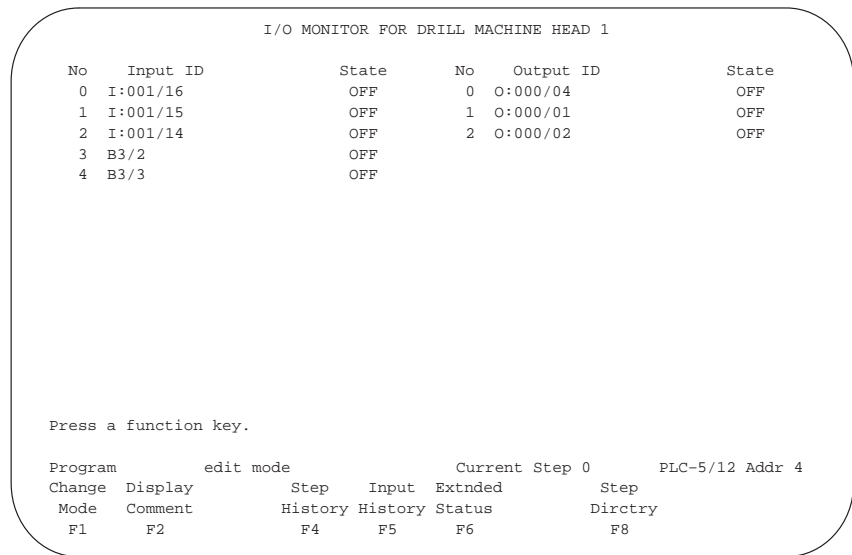 I/O MONITOR FOR DRILL MACHINE HEAD 1
No Input ID State No Output ID State
0 I:001/16 OFF 0 O:000/04 OFF
1 I:001/15 OFF 1 O:000/01 OFF
2 I:001/14 OFF 2 O:000/02 OFF
3 B3/2 OFF
4 B3/3 OFF
Press a function key.
Program edit mode Current Step 0 PLC-5/12 Addr 4
Change Display Step Input Extnded Step
Mode Comment History History Status Dirctry
F1 F2 F4 F5 F6 F8